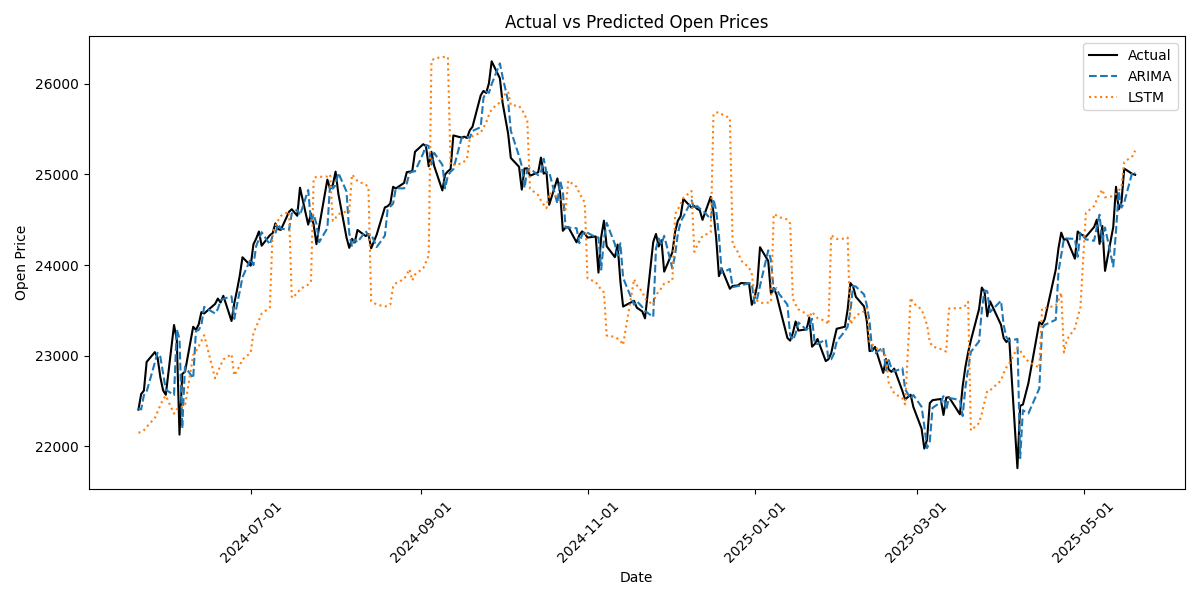 Actual vs Predicted Open Prices
Actual
ARIMA
LSTM
Open Price
26000
25000
24000
23000
22000
2024-07-01
2024-09-01
2024-11-01
2025-01-01
2025-03-01
2025-05-01
Date